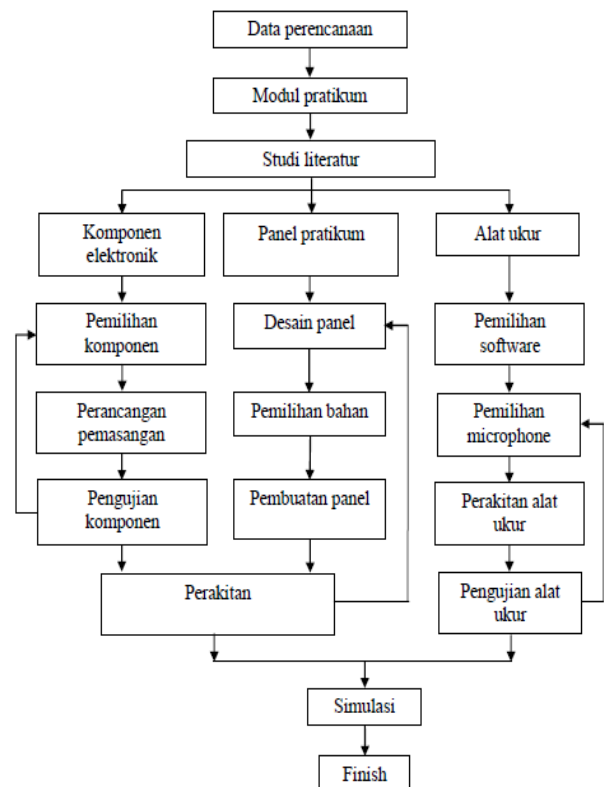 Data perencanaan
Modul pratikum
Studi literatur
Komponen
elektronik
Panel pratikum
Alat ukur
Pemilihan
komponen
Desain panel
Pemilihan
software
Perancangan
pemasangan
Pemilihan bahan
Pemilihan
microphone
Pengujian
komponen
Pembuatan panel
Perakitan alat
ukur
Perakitan
Pengujian alat
ukur
Simulasi
Finish